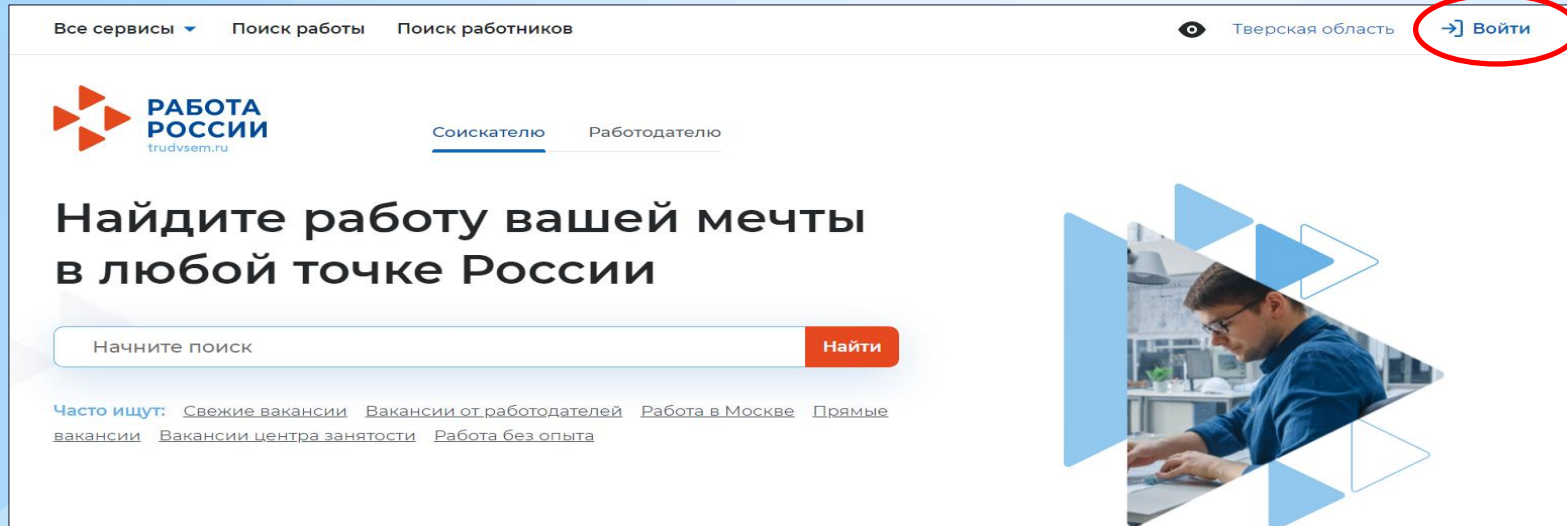 Все сервисы Поиск работы Поиск работников Тверская область Войти
РАБОТА
РОССИИ
trudvsem.ru
Соискателю Работодателю
Найдите работу вашей мечты
в любой точке России
Начните поиск Найти
Часто ищут: Свежие вакансии Вакансии от работодателей Работа в Москве Прямые
вакансии Вакансии центра занятости Работа без опыта